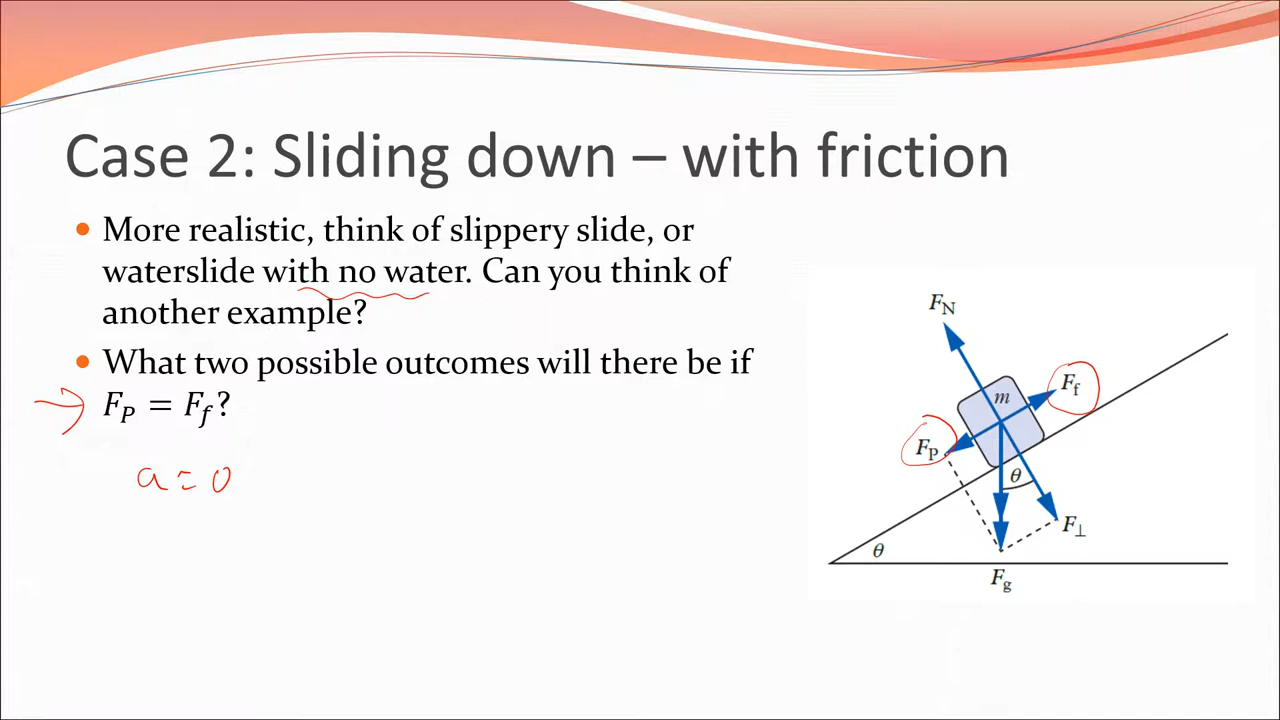 Case 2: Sliding down – with friction
• More realistic, think of slippery slide, or
waterslide with no water. Can you think of
another example?
• What two possible outcomes will there be if
F_P = F_f?
a = 0
F_N
F_f
m
F_P
θ
F_⊥
θ
F_g